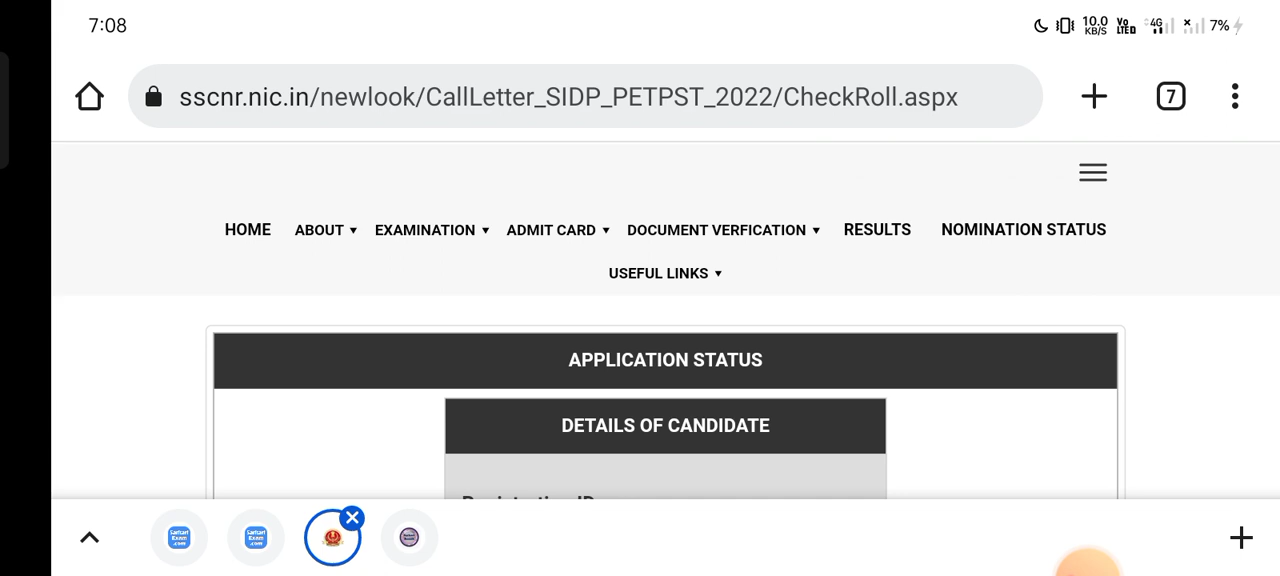 7:08 10.0 KB/S Vo LTE 4G 7%
sscnr.nic.in/newlook/CallLetter_SIDP_PETPST_2022/CheckRoll.aspx 7
HOME ABOUT ▼ EXAMINATION ▼ ADMIT CARD ▼ DOCUMENT VERFICATION ▼ RESULTS NOMINATION STATUS
USEFUL LINKS ▼
APPLICATION STATUS
DETAILS OF CANDIDATE